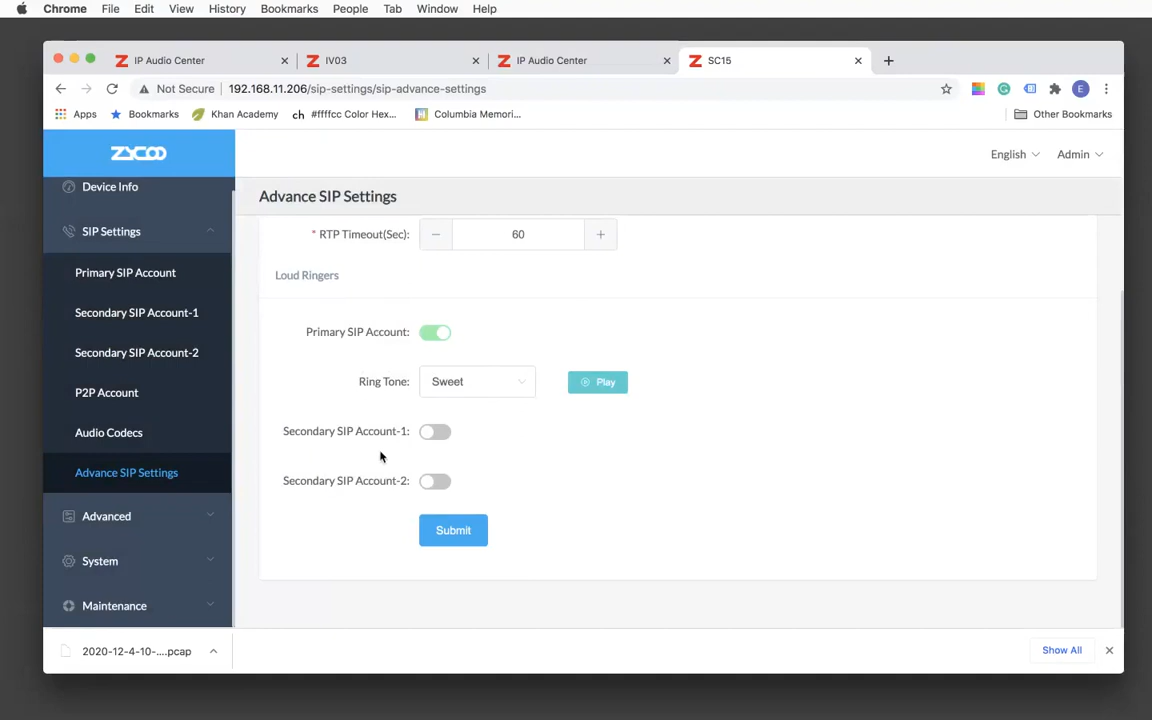 Chrome File Edit View History Bookmarks People Tab Window Help
IP Audio Center IV03 IP Audio Center SC15
Not Secure 192.168.11.206/sip-settings/sip-advance-settings E
Apps Bookmarks Khan Academy ch #ffffcc Color Hex... Columbia Memori... Other Bookmarks
ZYCOO English Admin
Device Info
Advance SIP Settings
SIP Settings
* RTP Timeout(Sec): − 60 +
Primary SIP Account
Loud Ringers
Secondary SIP Account-1
Primary SIP Account:
Secondary SIP Account-2
Ring Tone: Sweet Play
P2P Account
Audio Codecs
Secondary SIP Account-1:
Advance SIP Settings
Secondary SIP Account-2:
Advanced
Submit
System
Maintenance
2020-12-4-10-....pcap Show All